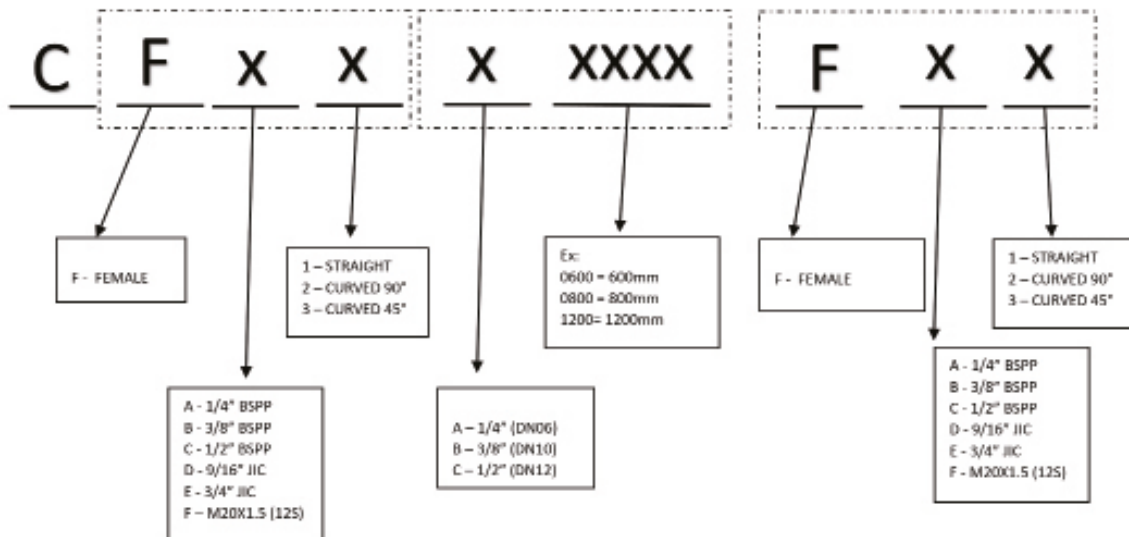 C F x x x xxxx F x x
F - FEMALE
1 – STRAIGHT
2 – CURVED 90°
3 – CURVED 45°
Ex:
0600 = 600mm
0800 = 800mm
1200= 1200mm
F - FEMALE
1 – STRAIGHT
2 – CURVED 90°
3 – CURVED 45°
A - 1/4" BSPP
B - 3/8" BSPP
C - 1/2" BSPP
D - 9/16" JIC
E - 3/4" JIC
F – M20X1.5 (12S)
A – 1/4" (DN06)
B – 3/8" (DN10)
C – 1/2" (DN12)
A - 1/4" BSPP
B - 3/8" BSPP
C - 1/2" BSPP
D - 9/16" JIC
E - 3/4" JIC
F - M20X1.5 (12S)